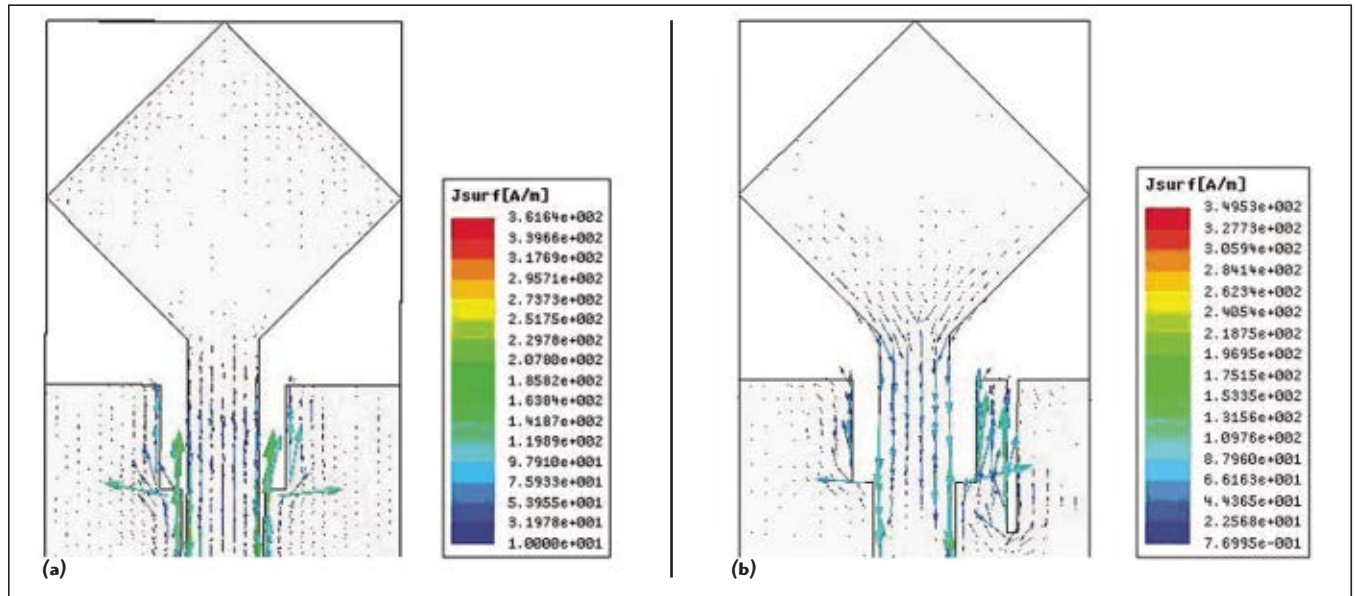 Jsurf[A/m]
3.6164e+002
3.3966e+002
3.1769e+002
2.9571e+002
2.7373e+002
2.5175e+002
2.2978e+002
2.0780e+002
1.8582e+002
1.6384e+002
1.4187e+002
1.1989e+002
9.7910e+001
7.5933e+001
5.3955e+001
3.1978e+001
1.0000e+001
(a)
Jsurf[A/m]
3.4953e+002
3.2773e+002
3.0594e+002
2.8414e+002
2.6234e+002
2.4054e+002
2.1875e+002
1.9695e+002
1.7515e+002
1.5335e+002
1.3156e+002
1.0976e+002
8.7960e+001
6.6163e+001
4.4365e+001
2.2568e+001
7.6995e-001
(b)